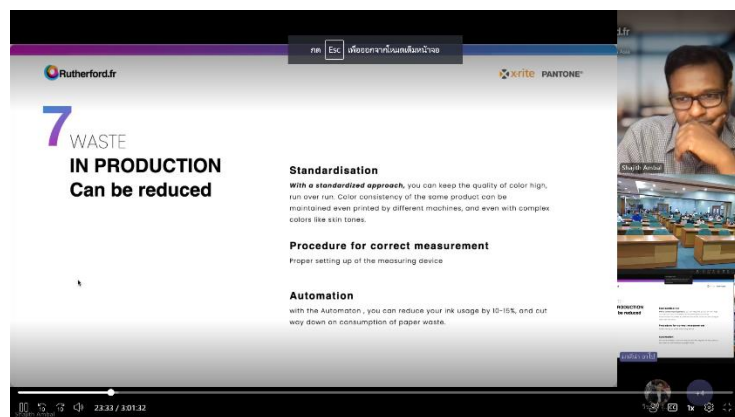 กด Esc เพื่อออกจากโหมดเต็มหน้าจอ
Rutherford.fr
x·rite PANTONE®
7 WASTE
IN PRODUCTION
Can be reduced
Standardisation
With a standardized approach, you can keep the quality of color high,
run over run. Color consistency of the same product can be
maintained even printed by different machines, and even with complex
colors like skin tones.
Procedure for correct measurement
Proper setting up of the measuring device
Automation
with the Automaton , you can reduce your ink usage by 10-15%, and cut
way down on consumption of paper waste.
Shajith Ambal
23:33 / 3:01:32
Shajith Ambal
1x